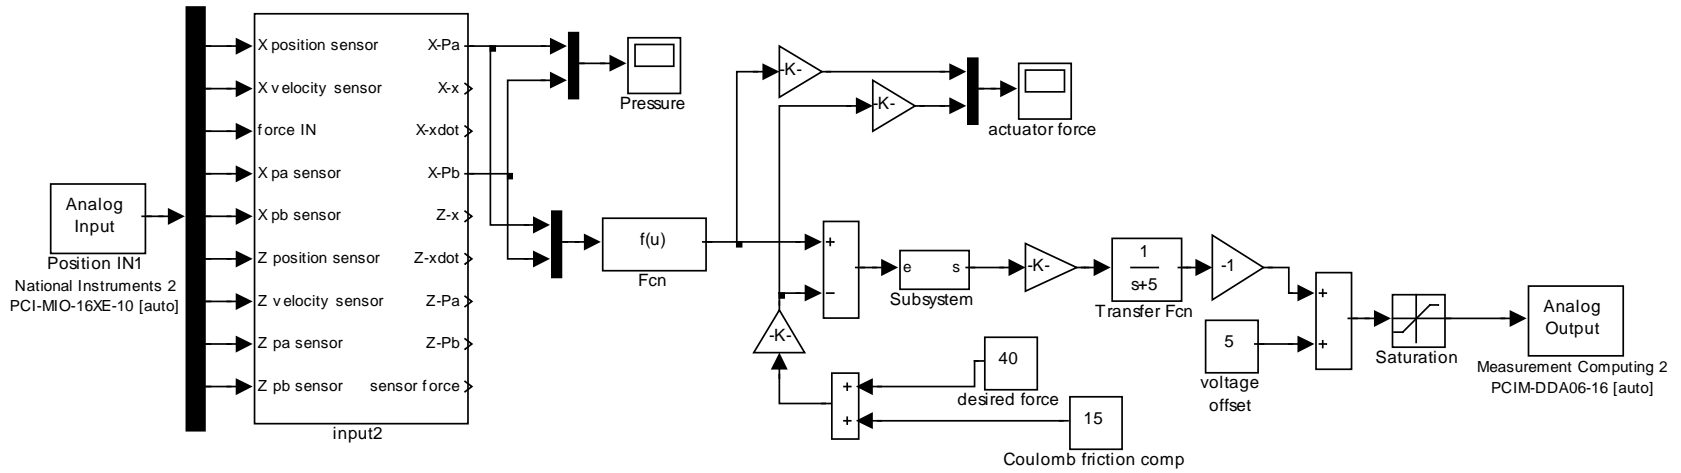 Analog
Input
Position IN1
National Instruments 2
PCI-MIO-16XE-10 [auto]
X position sensor
X velocity sensor
force IN
X pa sensor
X pb sensor
Z position sensor
Z velocity sensor
Z pa sensor
Z pb sensor
X-Pa
X-x
X-xdot
X-Pb
Z-x
Z-xdot
Z-Pa
Z-Pb
sensor force
input2
Pressure
f(u)
Fcn
-K-
-K-
actuator force
+
−
-K-
+
+
40
desired force
15
Coulomb friction comp
e
s
Subsystem
-K-
1
s+5
Transfer Fcn
-1
5
voltage
offset
+
+
Saturation
Analog
Output
Measurement Computing 2
PCIM-DDA06-16 [auto]